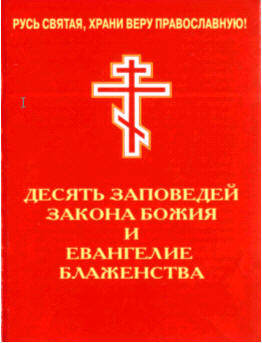 РУСЬ СВЯТАЯ, ХРАНИ ВЕРУ ПРАВОСЛАВНУЮ!
ДЕСЯТЬ ЗАПОВЕДЕЙ
ЗАКОНА БОЖИЯ
И
ЕВАНГЕЛИЕ
БЛАЖЕНСТВА